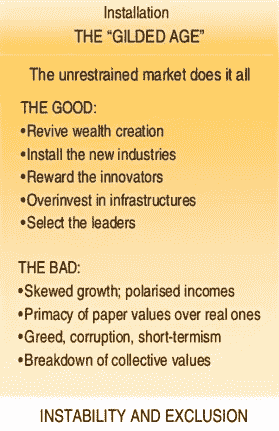 Installation
THE “GILDED AGE”
The unrestrained market does it all
THE GOOD:
•Revive wealth creation
•Install the new industries
•Reward the innovators
•Overinvest in infrastructures
•Select the leaders
THE BAD:
•Skewed growth; polarised incomes
•Primacy of paper values over real ones
•Greed, corruption, short-termism
•Breakdown of collective values
INSTABILITY AND EXCLUSION